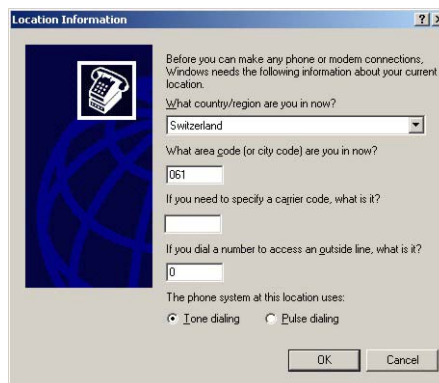 Location Information
Before you can make any phone or modem connections,
Windows needs the following information about your current
location.
What country/region are you in now?
Switzerland
What area code (or city code) are you in now?
061
If you need to specify a carrier code, what is it?
If you dial a number to access an outside line, what is it?
0
The phone system at this location uses:
Tone dialing Pulse dialing
OK Cancel